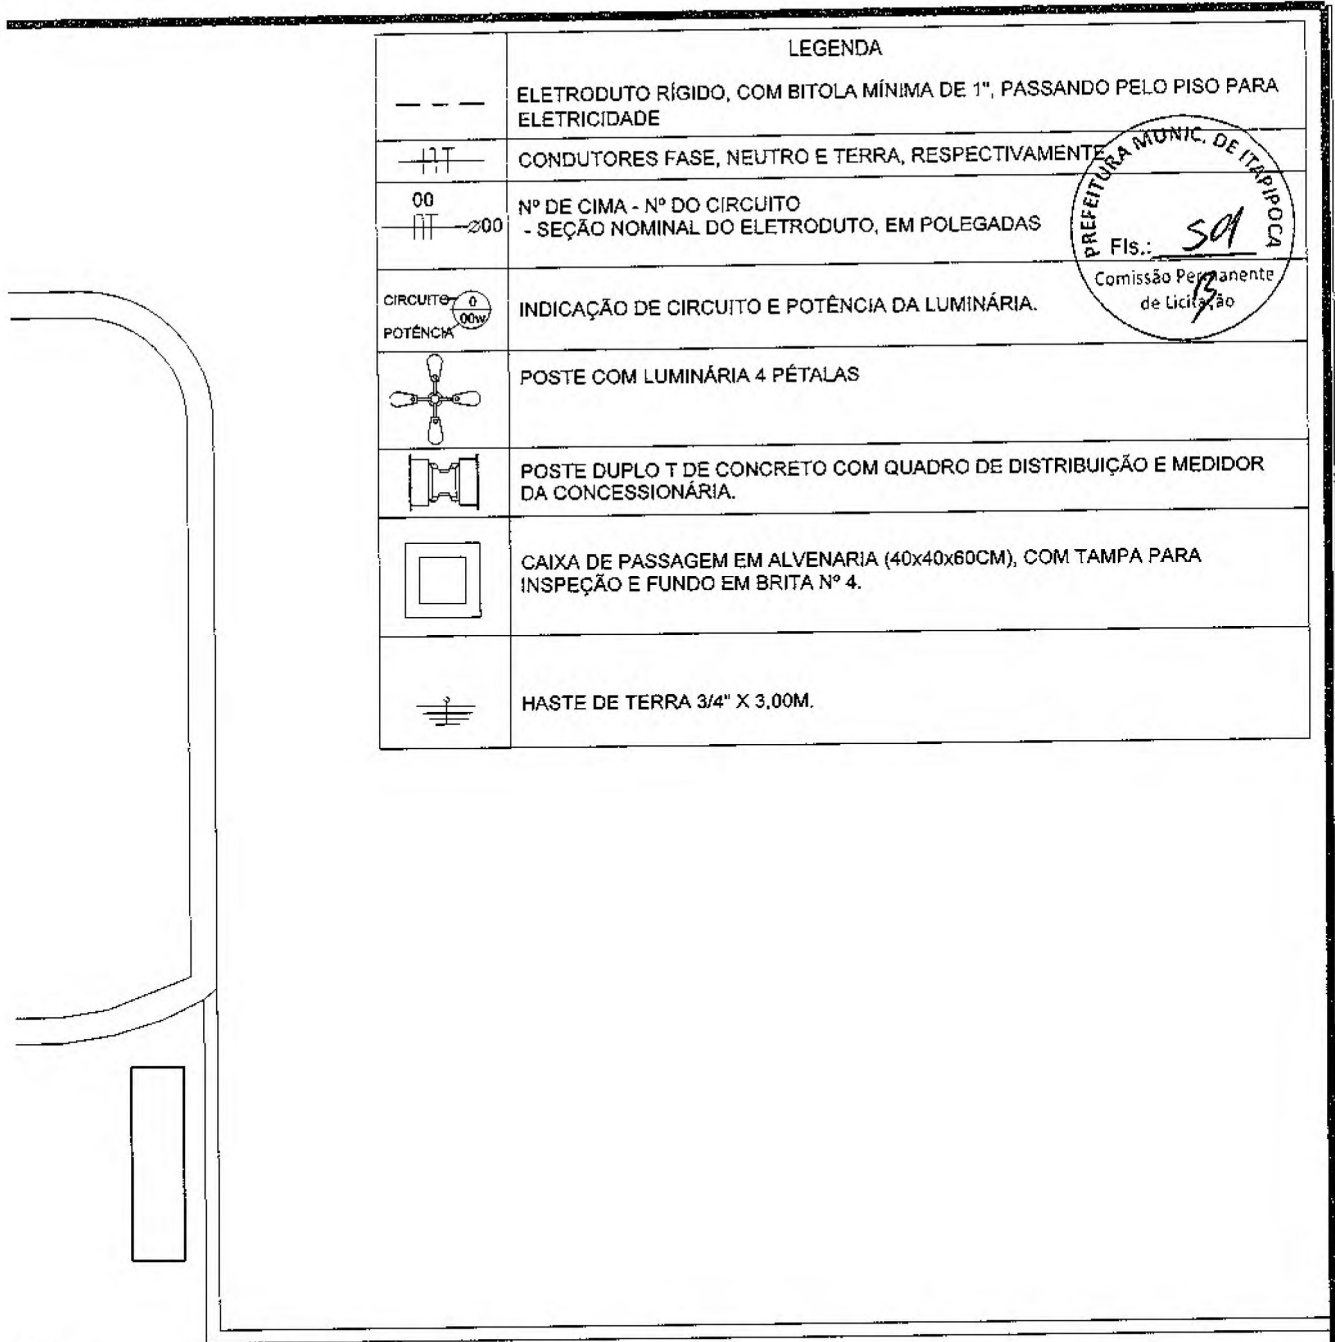 LEGENDA
ELETRODUTO RÍGIDO, COM BITOLA MÍNIMA DE 1", PASSANDO PELO PISO PARA
ELETRICIDADE
CONDUTORES FASE, NEUTRO E TERRA, RESPECTIVAMENTE
00
ø00
Nº DE CIMA - Nº DO CIRCUITO
- SEÇÃO NOMINAL DO ELETRODUTO, EM POLEGADAS
CIRCUITO
0
00w
POTÊNCIA
INDICAÇÃO DE CIRCUITO E POTÊNCIA DA LUMINÁRIA.
POSTE COM LUMINÁRIA 4 PÉTALAS
POSTE DUPLO T DE CONCRETO COM QUADRO DE DISTRIBUIÇÃO E MEDIDOR
DA CONCESSIONÁRIA.
CAIXA DE PASSAGEM EM ALVENARIA (40x40x60CM), COM TAMPA PARA
INSPEÇÃO E FUNDO EM BRITA Nº 4.
HASTE DE TERRA 3/4" X 3,00M.
PREFEITURA MUNIC. DE ITAPIPOCA
Fls.:
Comissão Permanente
de Licitação